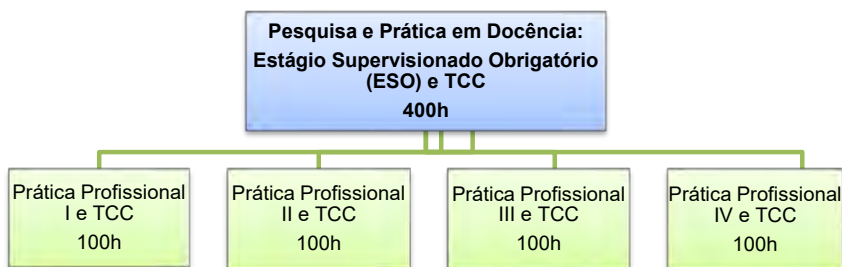 Pesquisa e Prática em Docência:
Estágio Supervisionado Obrigatório
(ESO) e TCC
400h
Prática Profissional
I e TCC
100h
Prática Profissional
II e TCC
100h
Prática Profissional
III e TCC
100h
Prática Profissional
IV e TCC
100h